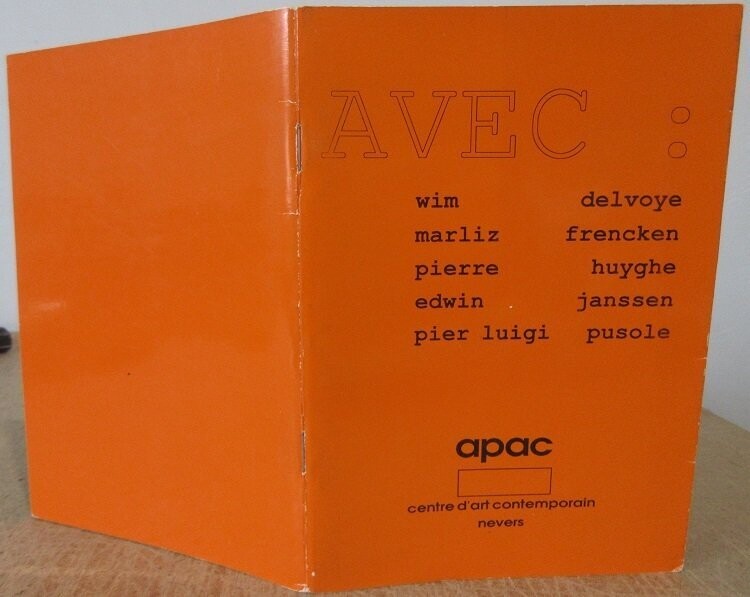 AVEC :
wim delvoye
marliz frencken
pierre huyghe
edwin janssen
pier luigi pusole
apac
centre d'art contemporain
nevers